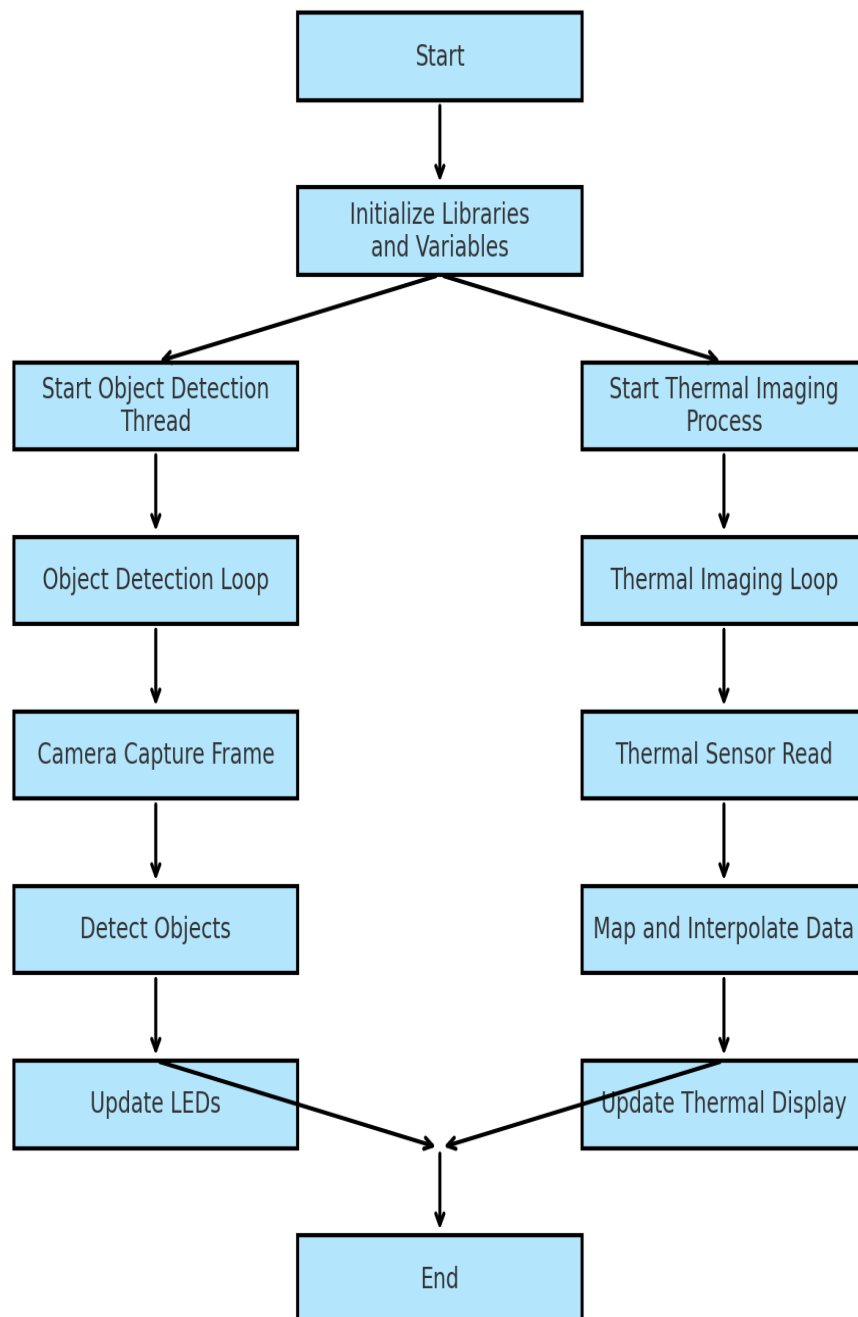 Start
Initialize Libraries
and Variables
Start Object Detection
Thread
Start Thermal Imaging
Process
Object Detection Loop
Thermal Imaging Loop
Camera Capture Frame
Thermal Sensor Read
Detect Objects
Map and Interpolate Data
Update LEDs
Update Thermal Display
End